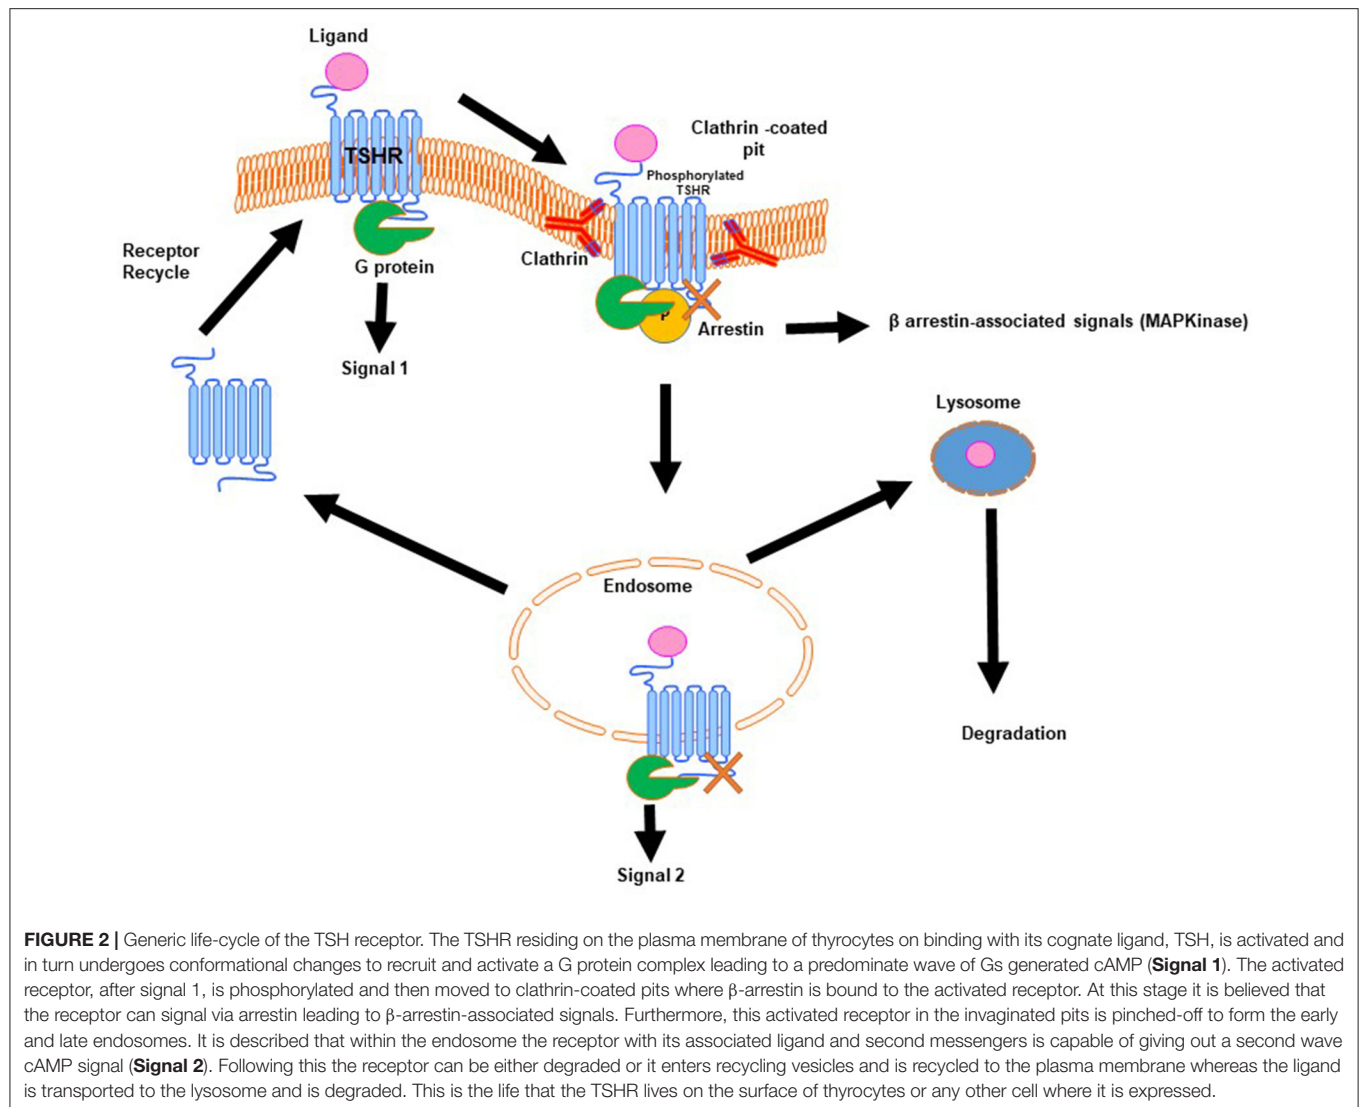 Ligand
Clathrin -coated
pit
TSHR
Phosphorylated
TSHR
Receptor
Recycle
G protein
Clathrin
P
Arrestin
β arrestin-associated signals (MAPKinase)
Signal 1
Lysosome
Endosome
Degradation
Signal 2
FIGURE 2 | Generic life-cycle of the TSH receptor. The TSHR residing on the plasma membrane of thyrocytes on binding with its cognate ligand, TSH, is activated and
in turn undergoes conformational changes to recruit and activate a G protein complex leading to a predominate wave of Gs generated cAMP (Signal 1). The activated
receptor, after signal 1, is phosphorylated and then moved to clathrin-coated pits where β-arrestin is bound to the activated receptor. At this stage it is believed that
the receptor can signal via arrestin leading to β-arrestin-associated signals. Furthermore, this activated receptor in the invaginated pits is pinched-off to form the early
and late endosomes. It is described that within the endosome the receptor with its associated ligand and second messengers is capable of giving out a second wave
cAMP signal (Signal 2). Following this the receptor can be either degraded or it enters recycling vesicles and is recycled to the plasma membrane whereas the ligand
is transported to the lysosome and is degraded. This is the life that the TSHR lives on the surface of thyrocytes or any other cell where it is expressed.